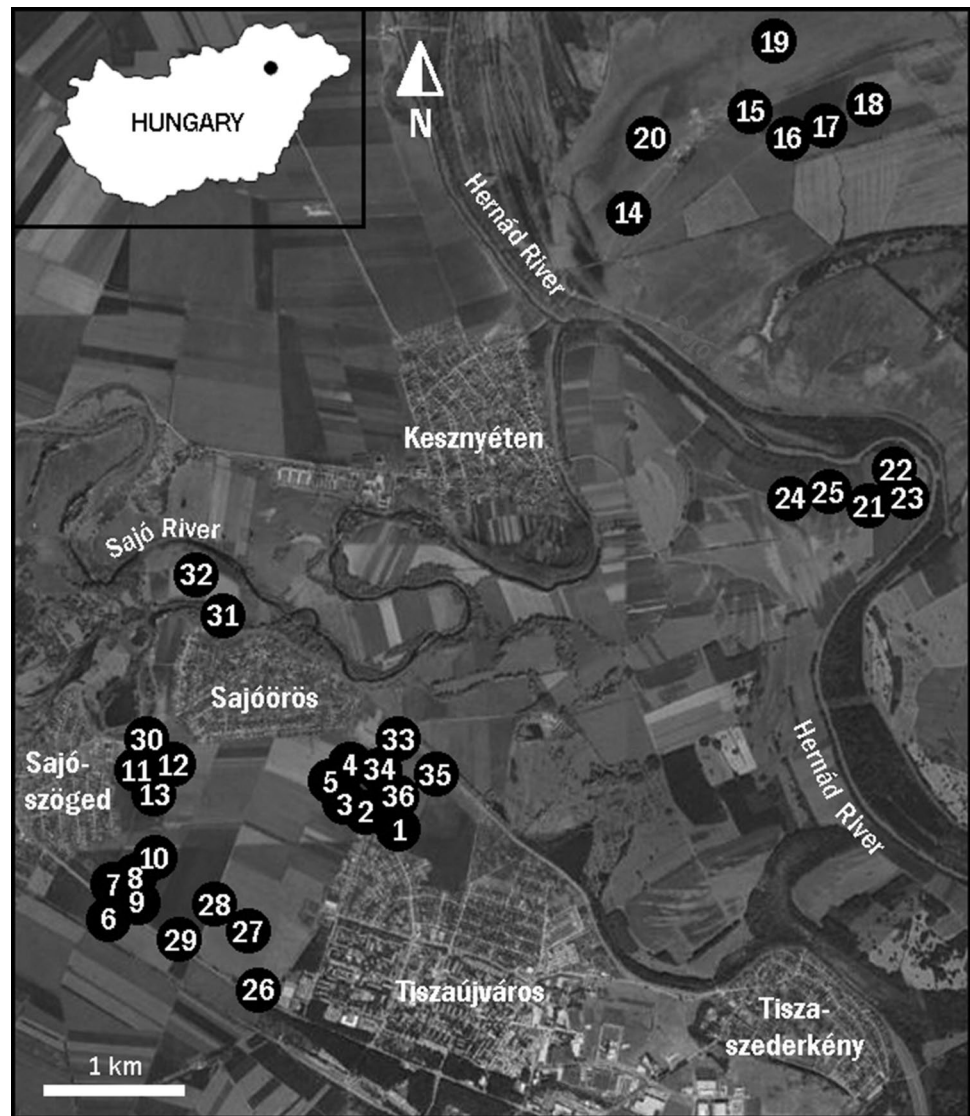 HUNGARY
N
19
18
15
17
16
20
14
Hernád River
Kesznyéten
22
25
24
23
21
Sajó River
32
31
Sajóörös
30
12
11
13
Sajó-
szöged
33
4
34
35
5
36
3
2
1
10
8
7
9
6
28
27
29
26
Hernád River
Tiszaújváros
Tisza-
szederkény
1 km